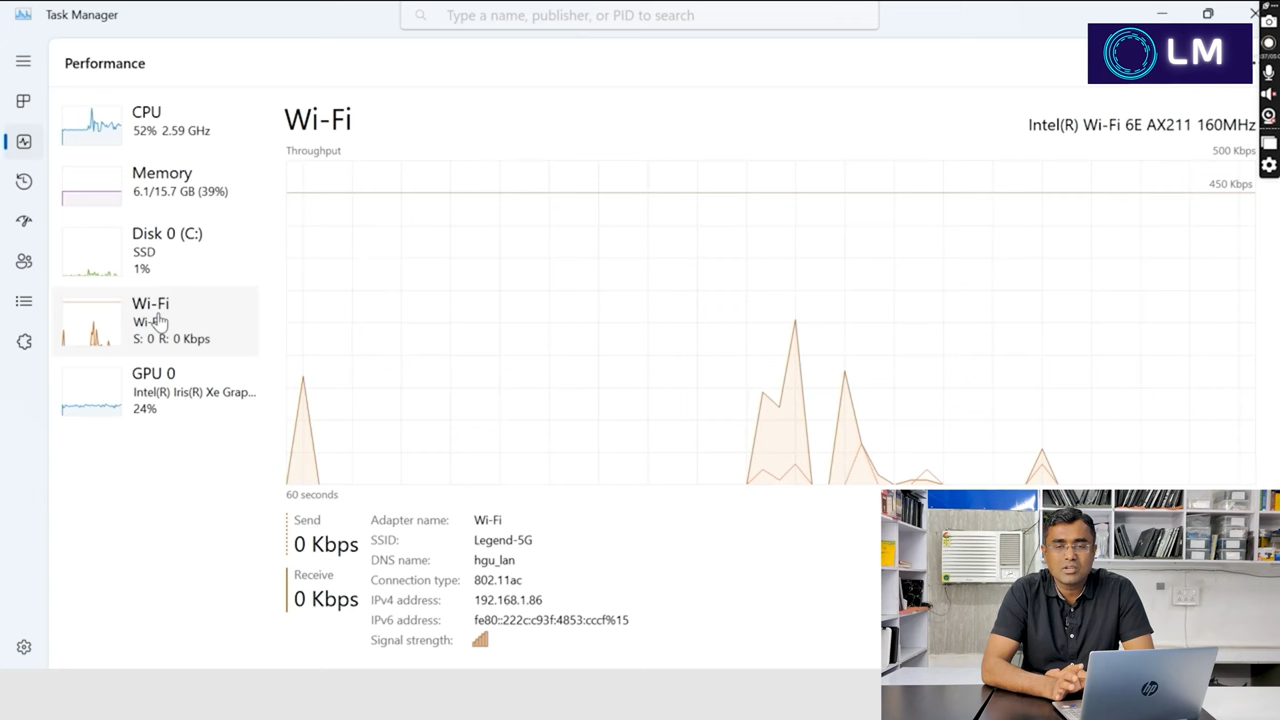 Task Manager
Type a name, publisher, or PID to search
LM
Performance
CPU
52% 2.59 GHz
Memory
6.1/15.7 GB (39%)
Disk 0 (C:)
SSD
1%
Wi-Fi
S: 0 R: 0 Kbps
GPU 0
Intel(R) Iris(R) Xe Grap...
24%
Wi-Fi
Intel(R) Wi-Fi 6E AX211 160MHz
Throughput
500 Kbps
450 Kbps
60 seconds
Send
0 Kbps
Receive
0 Kbps
Adapter name: Wi-Fi
SSID: Legend-5G
DNS name: hgu_lan
Connection type: 802.11ac
IPv4 address: 192.168.1.86
IPv6 address: fe80::222c:c93f:4853:cccf%15
Signal strength:
hp